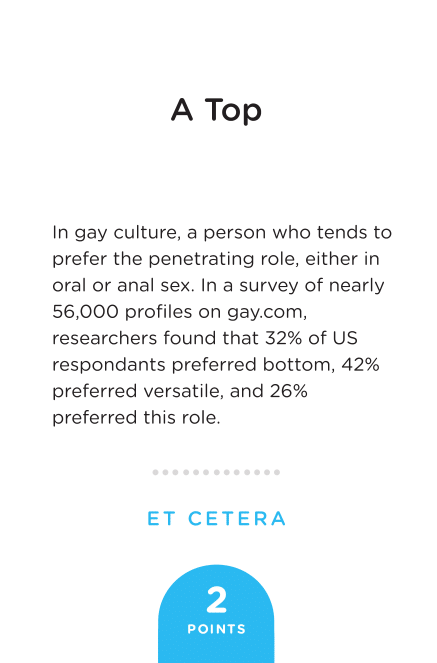 A Top
In gay culture, a person who tends to
prefer the penetrating role, either in
oral or anal sex. In a survey of nearly
56,000 profiles on gay.com,
researchers found that 32% of US
respondants preferred bottom, 42%
preferred versatile, and 26%
preferred this role.
ET CETERA
2
POINTS